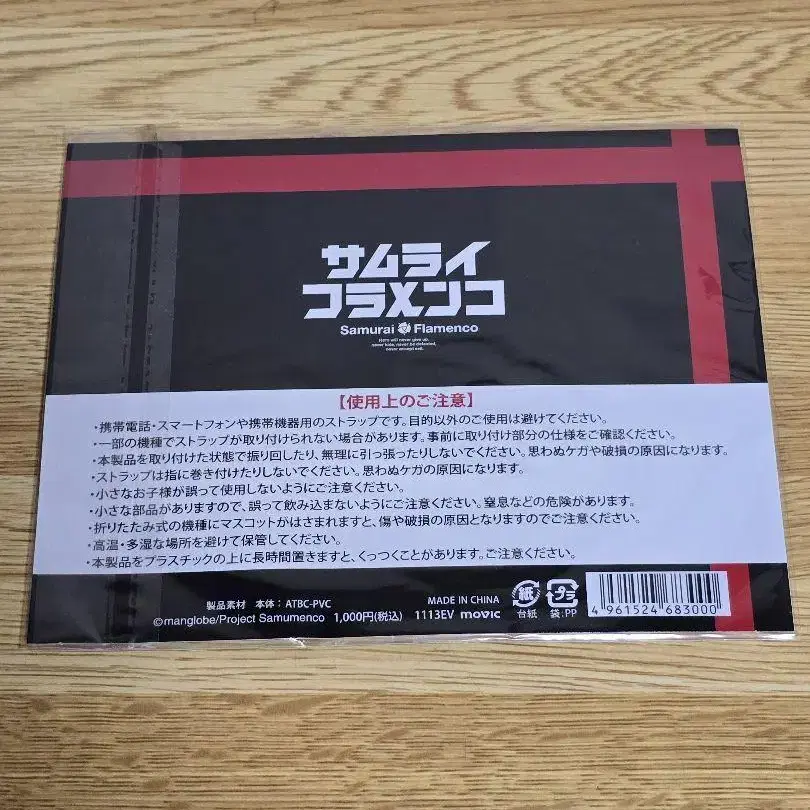 サムライ
フラメンコ
Samurai Flamenco
Hero will never give up,
never hide, never be defeated,
never accept evil.
【使用上のご注意】
・携帯電話・スマートフォンや携帯機器用のストラップです。目的以外のご使用は避けてください。
・一部の機種でストラップが取り付けられない場合があります。事前に取り付け部分の仕様をご確認ください。
・本製品を取り付けた状態で振り回したり、無理に引っ張ったりしないでください。思わぬケガや破損の原因になります。
・ストラップは指に巻き付けたりしないでください。思わぬケガの原因になります。
・小さなお子様が誤って使用しないようにご注意ください。
・小さな部品がありますので、誤って飲み込まないようにご注意ください。窒息などの危険があります。
・折りたたみ式の機種にマスコットがはさまれますと、傷や破損の原因となりますのでご注意ください。
・高温・多湿な場所を避けて保管してください。
・本製品をプラスチックの上に長時間置きますと、くっつくことがあります。ご注意ください。
製品素材 本体：ATBC-PVC MADE IN CHINA 紙 プラ
©manglobe/Project Samumenco 1,000円(税込) 1113EV movic 台紙 袋:PP 4 961524 683000